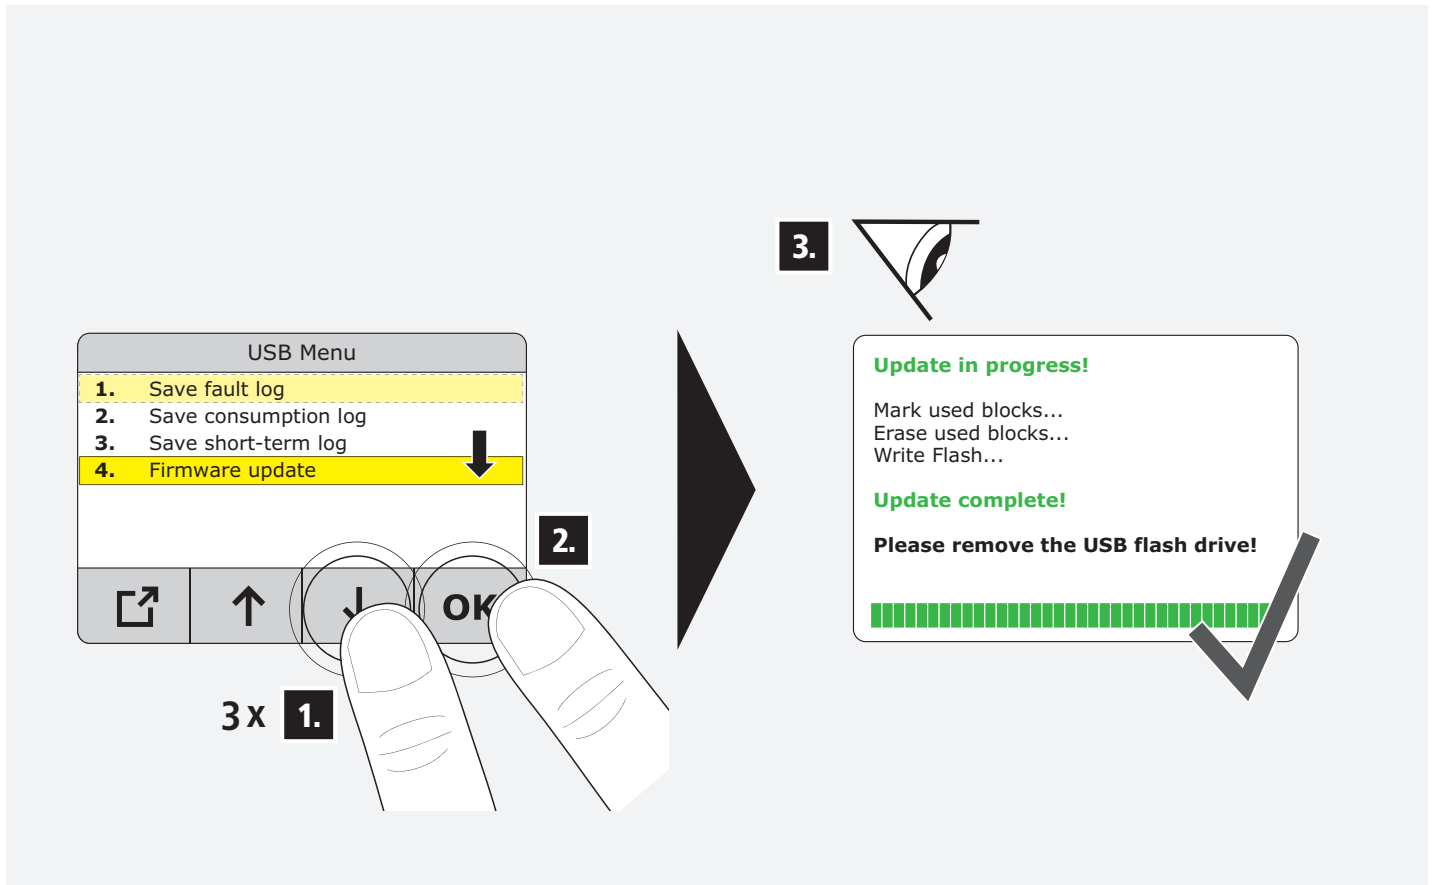 USB Menu
1. Save fault log
2. Save consumption log
3. Save short-term log
4. Firmware update
OK
2.
3 x 1.
3.
Update in progress!
Mark used blocks...
Erase used blocks...
Write Flash...
Update complete!
Please remove the USB flash drive!